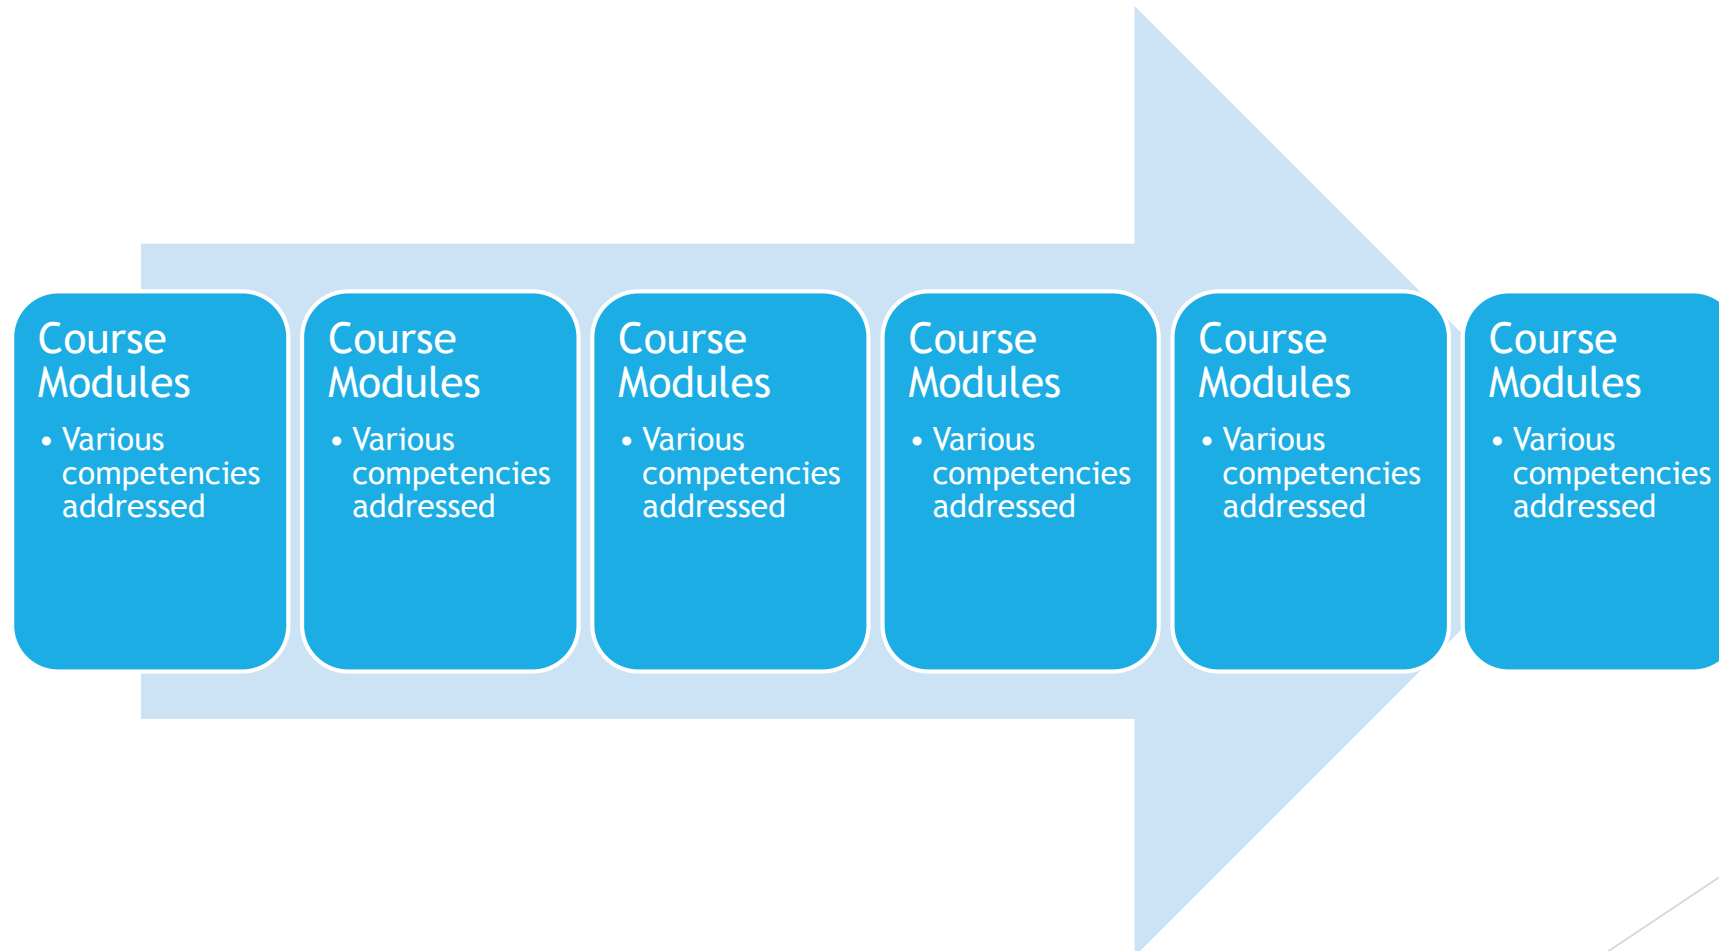 Course
Modules
• Various
competencies
addressed
Course
Modules
• Various
competencies
addressed
Course
Modules
• Various
competencies
addressed
Course
Modules
• Various
competencies
addressed
Course
Modules
• Various
competencies
addressed
Course
Modules
• Various
competencies
addressed